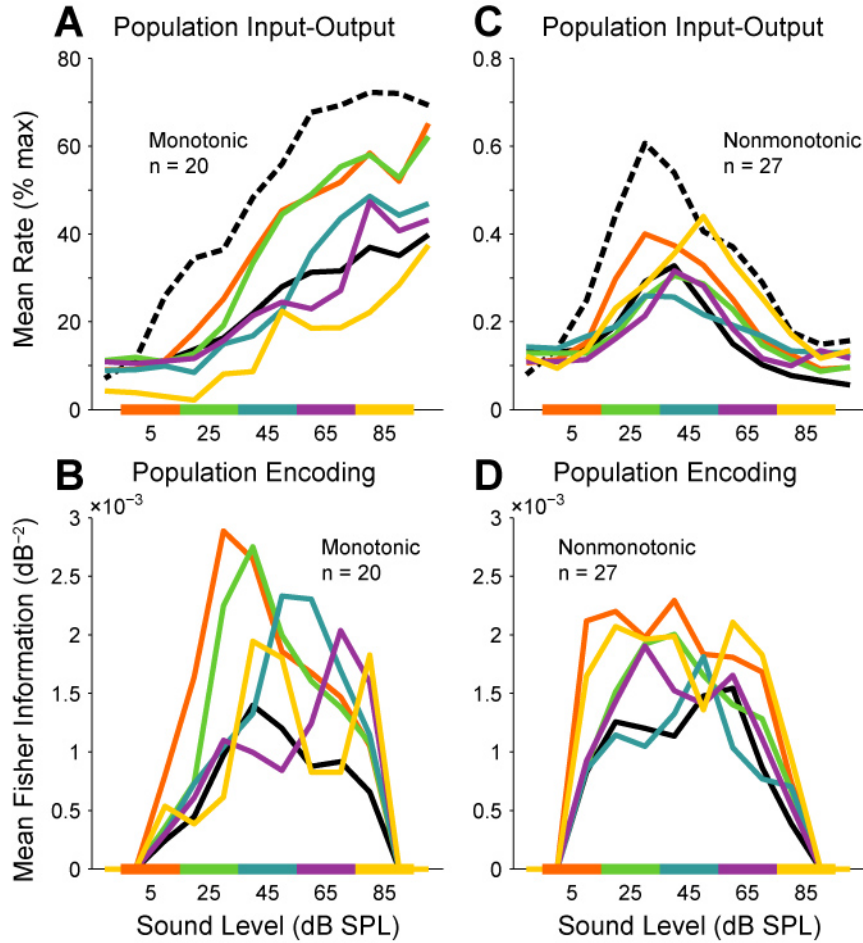 A Population Input-Output
Mean Rate (% max)
80
60
40
20
0
Monotonic
n = 20
5 25 45 65 85
C Population Input-Output
0.8
0.6
0.4
0.2
0
Nonmonotonic
n = 27
5 25 45 65 85
B Population Encoding
Mean Fisher Information (dB⁻²)
×10⁻³
3
2.5
2
1.5
1
0.5
0
Monotonic
n = 20
5 25 45 65 85
Sound Level (dB SPL)
D Population Encoding
×10⁻³
3
2.5
2
1.5
1
0.5
0
Nonmonotonic
n = 27
5 25 45 65 85
Sound Level (dB SPL)